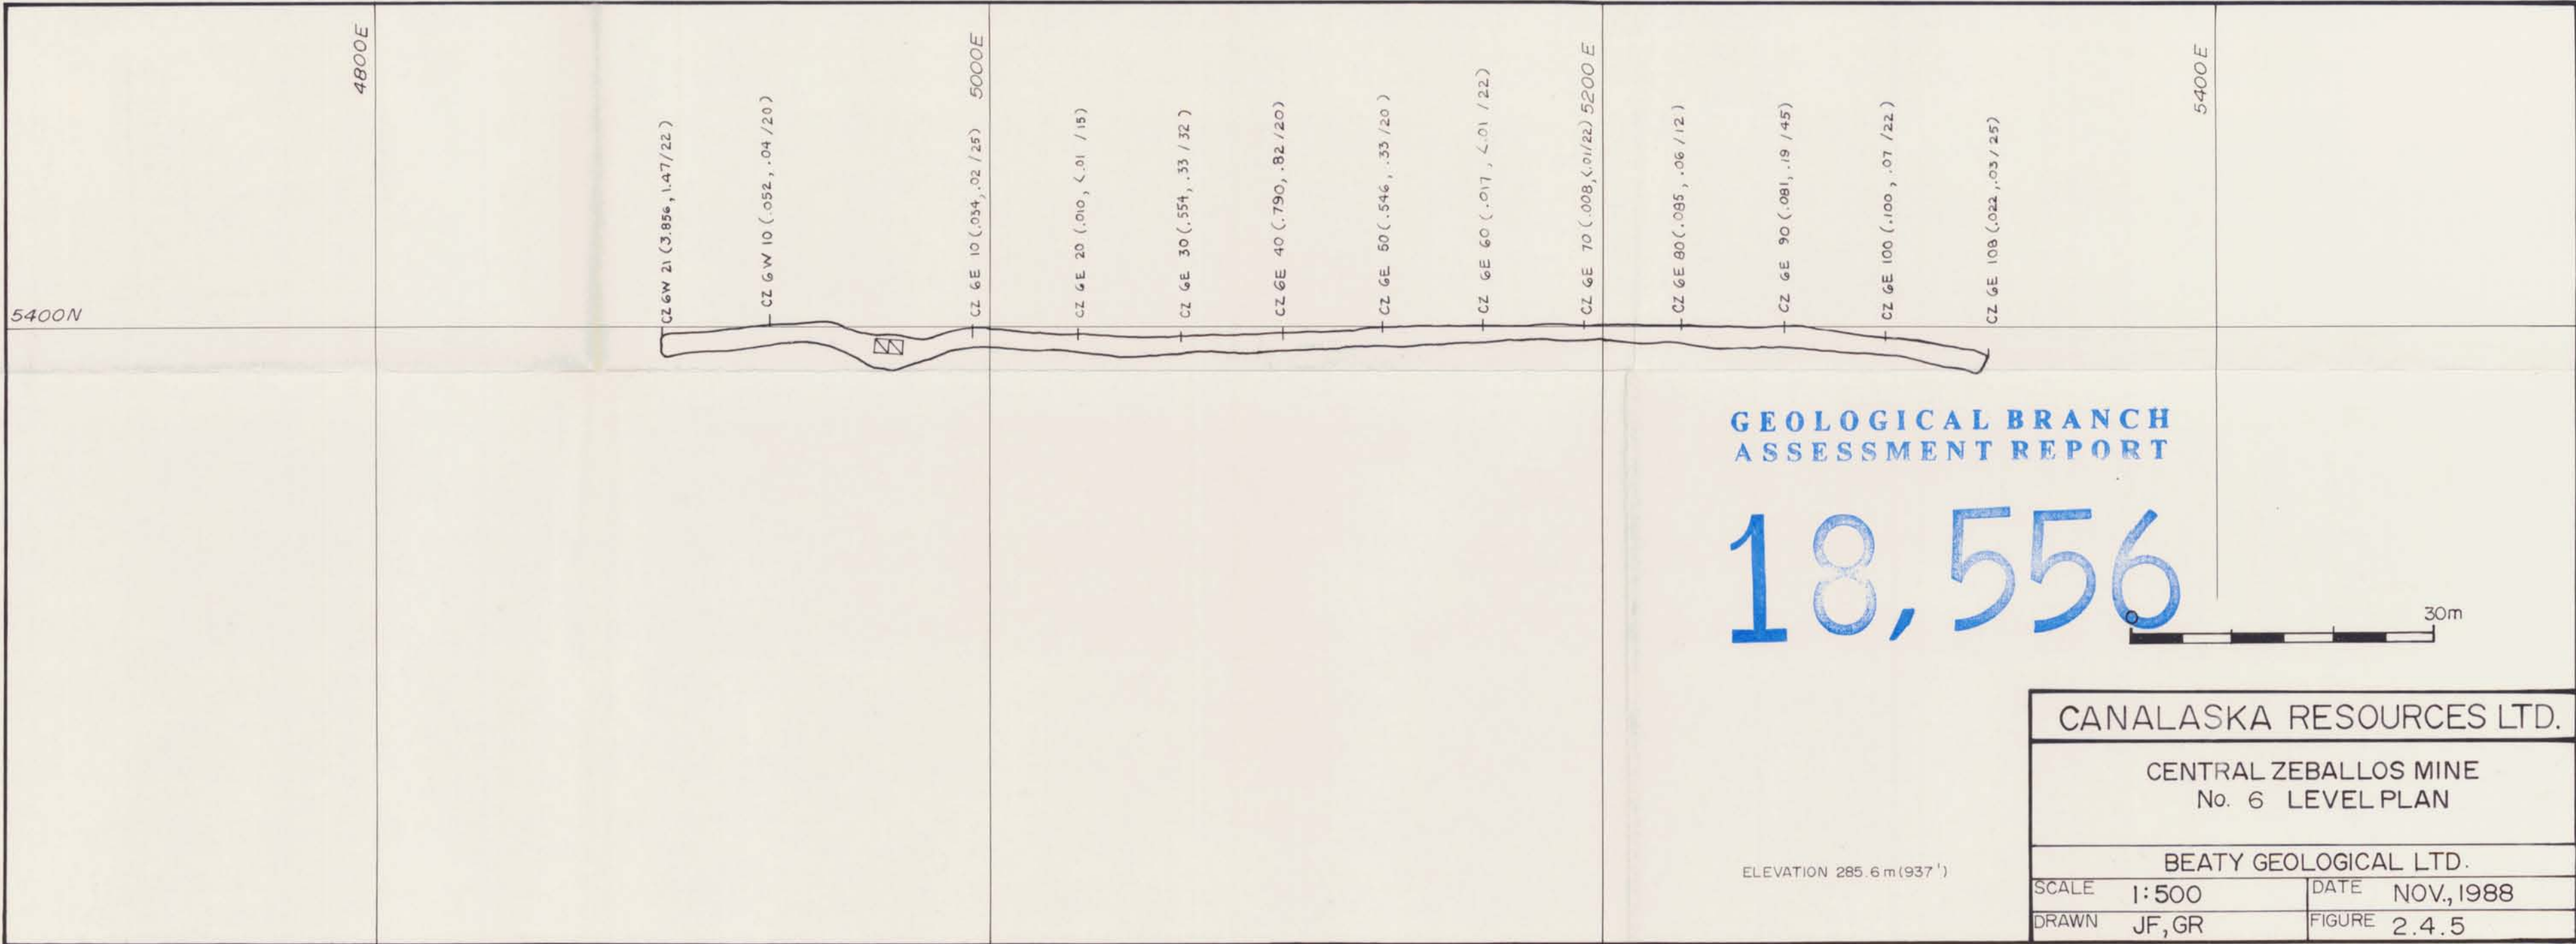 4800E
5000E
5200 E
5400 E
5400N
CZ 6W 21 (3.856, 1.47/22)
CZ 6W 10 (.052, .04/20)
CZ 6E 10 (.034, .02/25)
CZ 6E 20 (.010, <.01 /15)
CZ 6E 30 (.554, .33 / 32)
CZ 6E 40 (.790, .82 /20)
CZ 6E 50 (.546, .33 /20)
CZ 6E 60 (.017, <.01 /22)
CZ 6E 70 (.008, <.01/22)
CZ 6E 80 (.085, .06 /12)
CZ 6E 90 (.081, .19 /45)
CZ 6E 100 (.100, .07 /22)
CZ 6E 108 (.022, .03/25)
GEOLOGICAL BRANCH
ASSESSMENT REPORT
18,556
0 30m
CANALASKA RESOURCES LTD.
CENTRAL ZEBALLOS MINE
No. 6 LEVEL PLAN
ELEVATION 285.6 m (937')
BEATY GEOLOGICAL LTD.
SCALE 1:500 DATE NOV., 1988
DRAWN JF, GR FIGURE 2.4.5